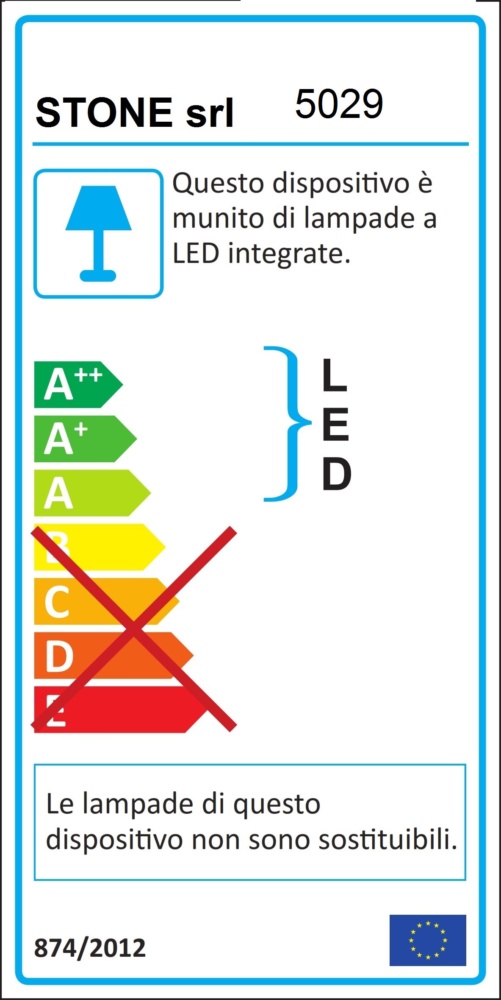 STONE srl 5029
Questo dispositivo è
munito di lampade a
LED integrate.
A++
A+
A
B
C
D
E
L
E
D
Le lampade di questo
dispositivo non sono sostituibili.
874/2012